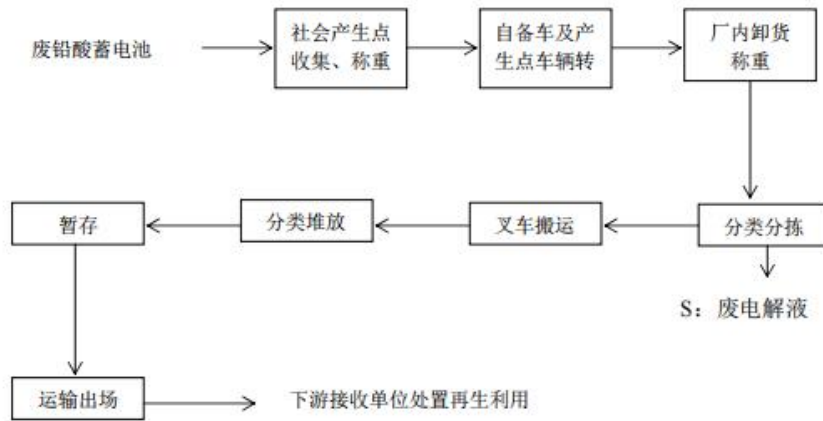 废铅酸蓄电池
社会产生点
收集、称重
自备车及产
生点车辆转
厂内卸货
称重
暂存
分类堆放
叉车搬运
分类分拣
S：废电解液
运输出场
下游接收单位处置再生利用